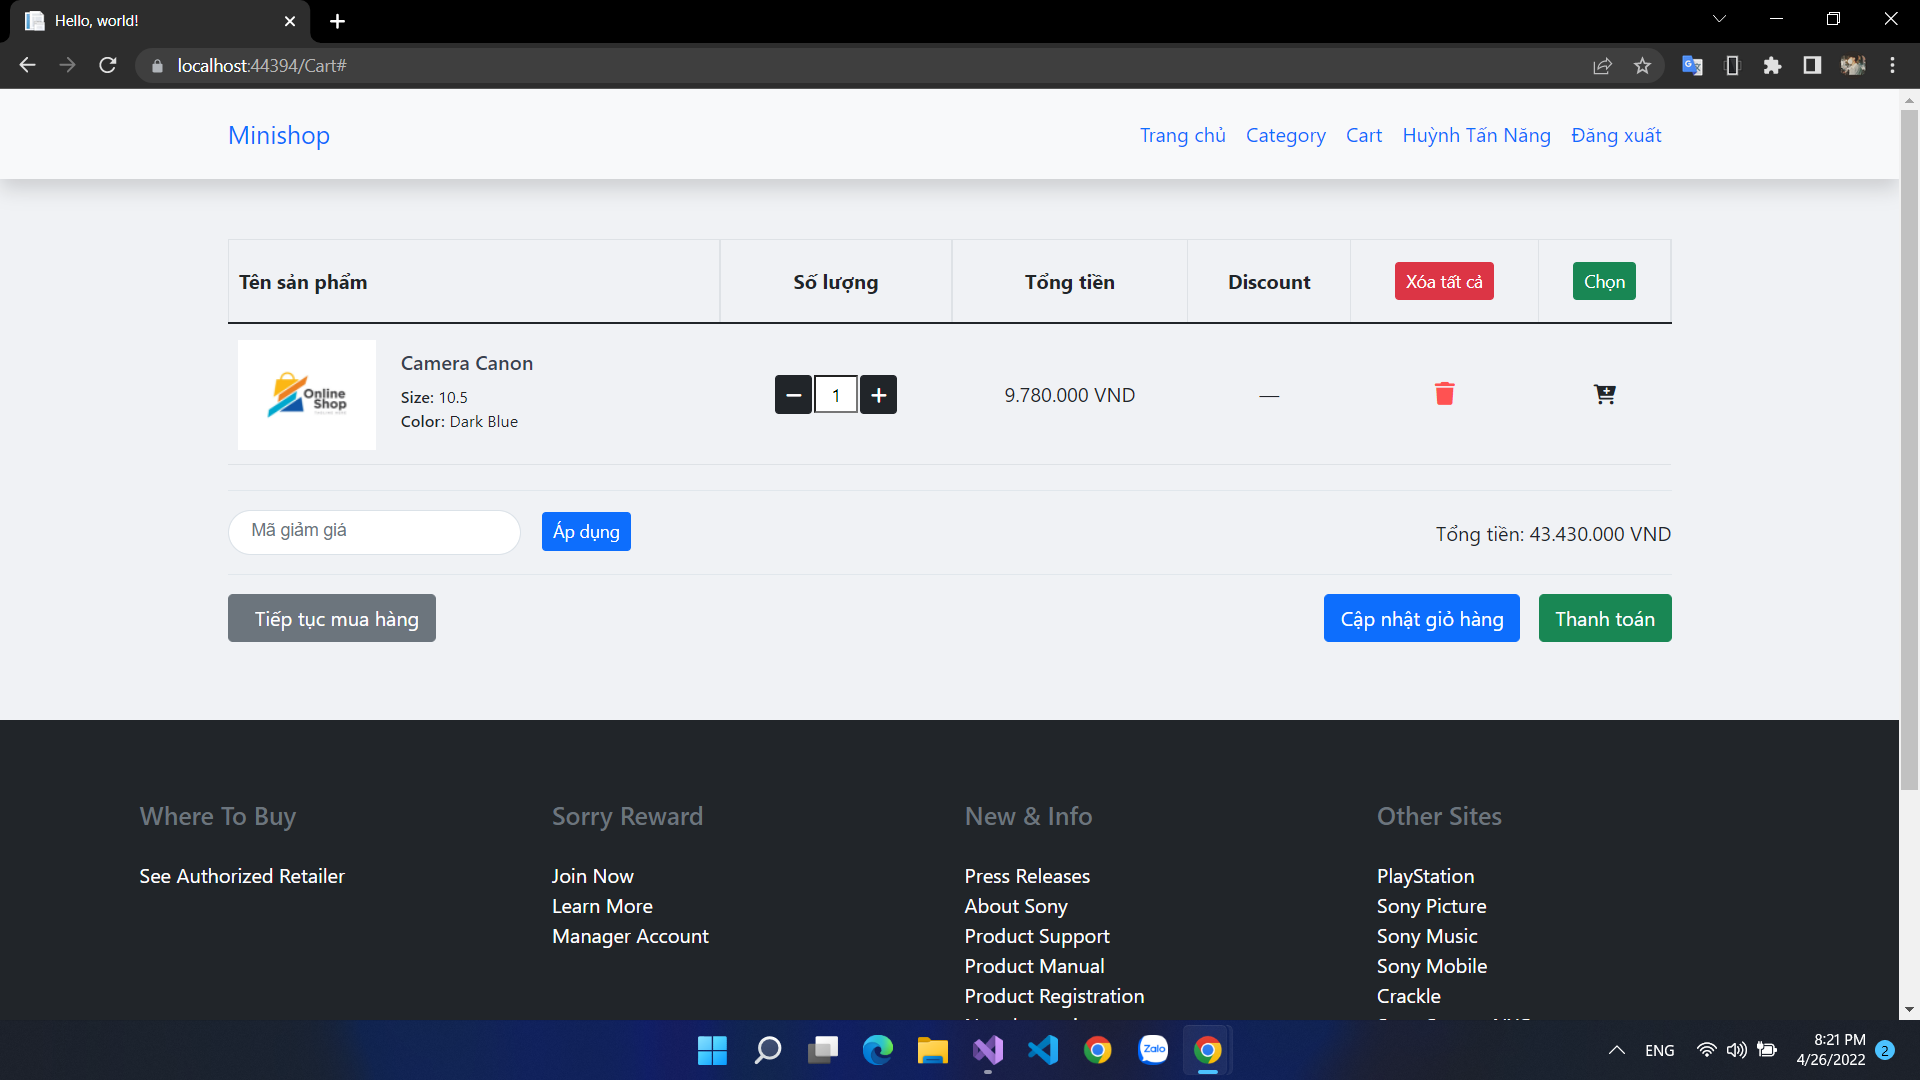 Hello, world!
localhost:44394/Cart#
Minishop
Trang chủ Category Cart Huỳnh Tấn Năng Đăng xuất
Tên sản phẩm Số lượng Tổng tiền Discount Xóa tất cả Chọn
Online Shop
Camera Canon
Size: 10.5
Color: Dark Blue
1 9.780.000 VND —
Mã giảm giá Áp dụng Tổng tiền: 43.430.000 VND
Tiếp tục mua hàng Cập nhật giỏ hàng Thanh toán
Where To Buy
See Authorized Retailer
Sorry Reward
Join Now
Learn More
Manager Account
New & Info
Press Releases
About Sony
Product Support
Product Manual
Product Registration
Other Sites
PlayStation
Sony Picture
Sony Music
Sony Mobile
Crackle
Zalo
ENG
8:21 PM
4/26/2022
2